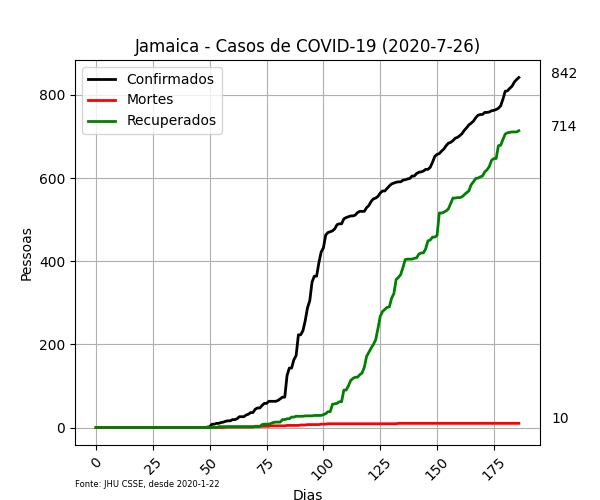 Jamaica - Casos de COVID-19 (2020-7-26)
Confirmados
Mortes
Recuperados
842
714
10
800
600
400
200
0
Pessoas
0
25
50
75
100
125
150
175
Fonte: JHU CSSE, desde 2020-1-22
Dias